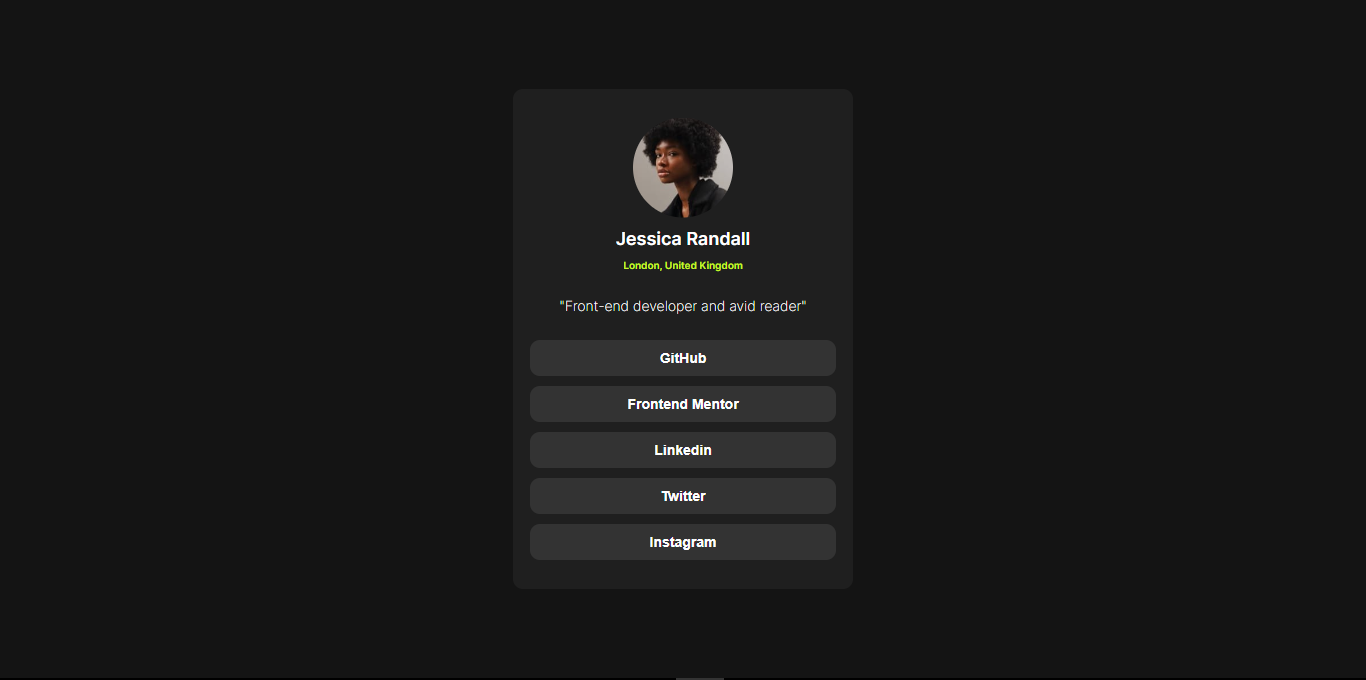 Jessica Randall
London, United Kingdom
"Front-end developer and avid reader"
GitHub
Frontend Mentor
Linkedin
Twitter
Instagram